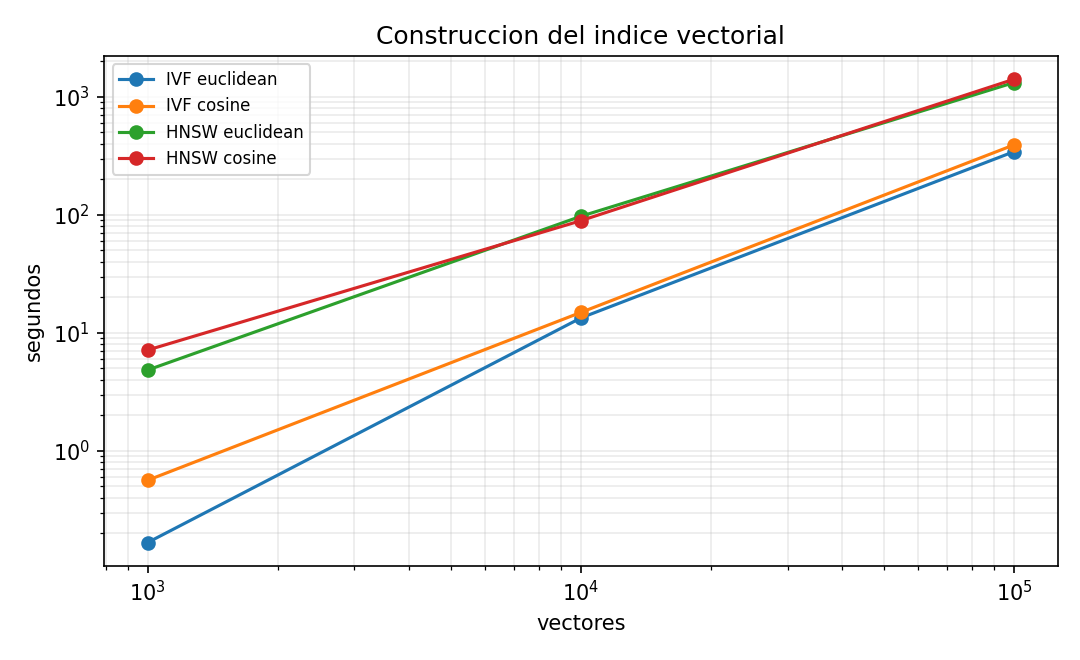 Construccion del indice vectorial
IVF euclidean
IVF cosine
HNSW euclidean
HNSW cosine
segundos
10³
10²
10¹
10⁰
10³ 10⁴ 10⁵
vectores